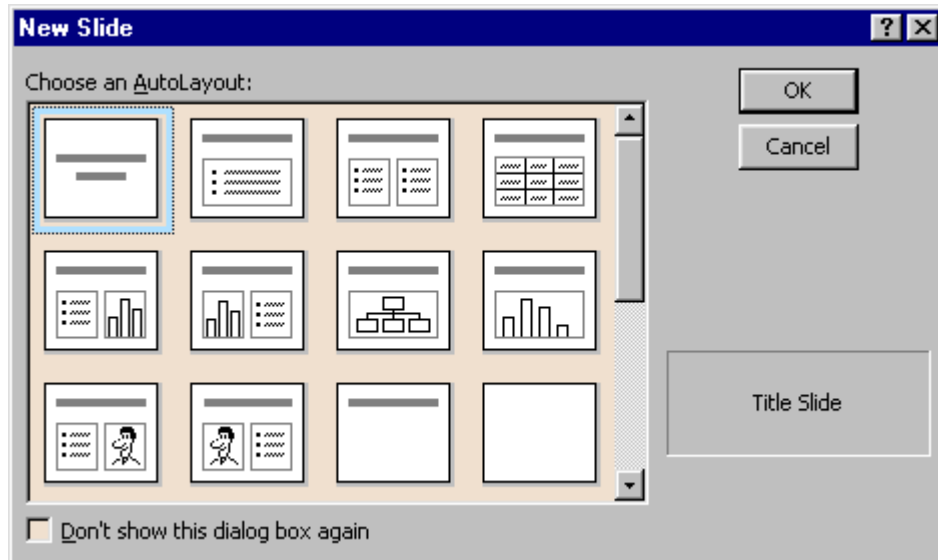 New Slide
Choose an AutoLayout:
OK
Cancel
Title Slide
Don't show this dialog box again